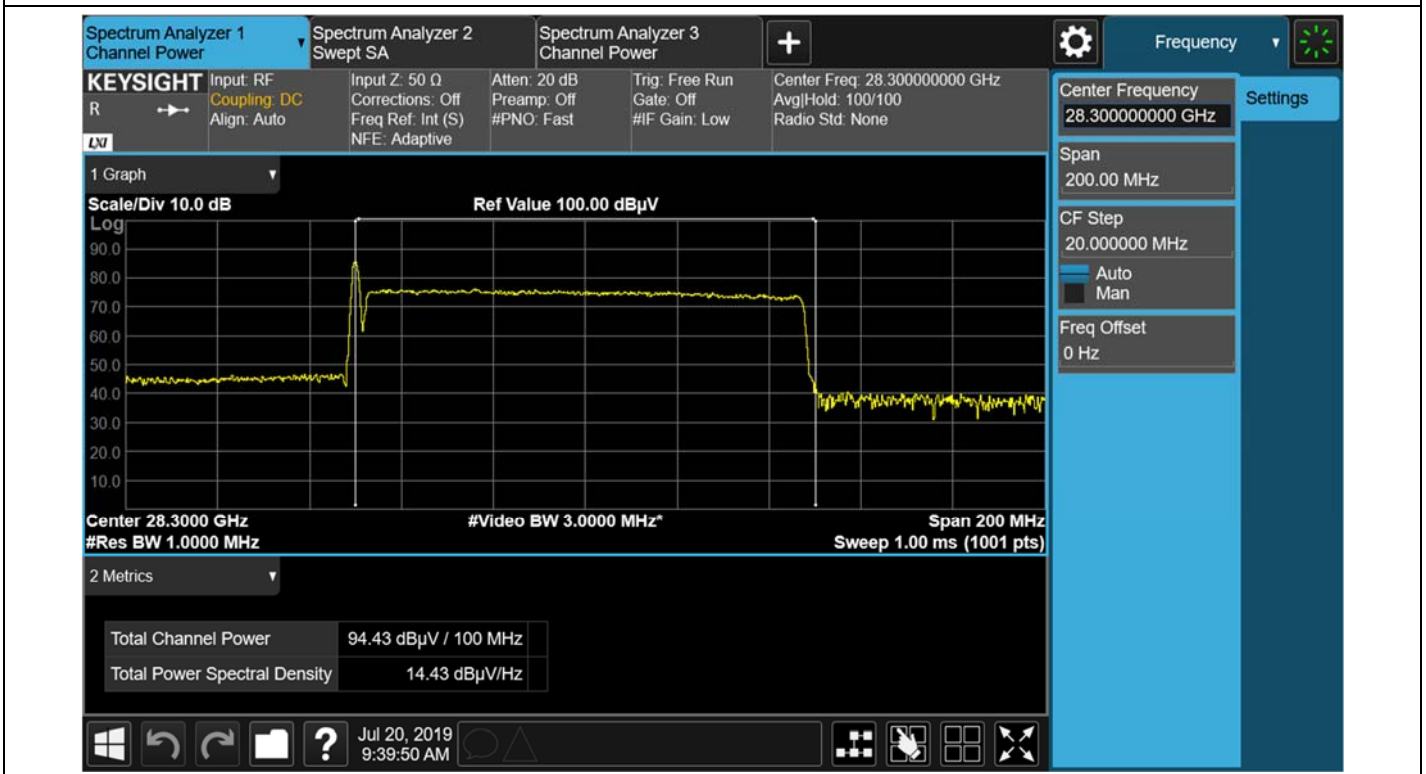 Spectrum Analyzer 1
Channel Power
Spectrum Analyzer 2
Swept SA
Spectrum Analyzer 3
Channel Power
Frequency
KEYSIGHT
R
LXI
Input: RF
Coupling: DC
Align: Auto
Input Z: 50 Ω
Corrections: Off
Freq Ref: Int (S)
NFE: Adaptive
Atten: 20 dB
Preamp: Off
#PNO: Fast
Trig: Free Run
Gate: Off
#IF Gain: Low
Center Freq: 28.300000000 GHz
Avg|Hold: 100/100
Radio Std: None
Center Frequency
28.300000000 GHz
Settings
Span
200.00 MHz
CF Step
20.000000 MHz
Auto
Man
Freq Offset
0 Hz
1 Graph
Scale/Div 10.0 dB
Ref Value 100.00 dBµV
Log
90.0
80.0
70.0
60.0
50.0
40.0
30.0
20.0
10.0
Center 28.3000 GHz
#Video BW 3.0000 MHz*
Span 200 MHz
#Res BW 1.0000 MHz
Sweep 1.00 ms (1001 pts)
2 Metrics
Total Channel Power 94.43 dBµV / 100 MHz
Total Power Spectral Density 14.43 dBµV/Hz
?
Jul 20, 2019
9:39:50 AM